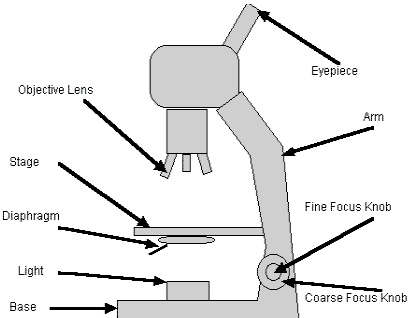 Eyepiece
Objective Lens
Arm
Stage
Fine Focus Knob
Diaphragm
Light
Coarse Focus Knob
Base